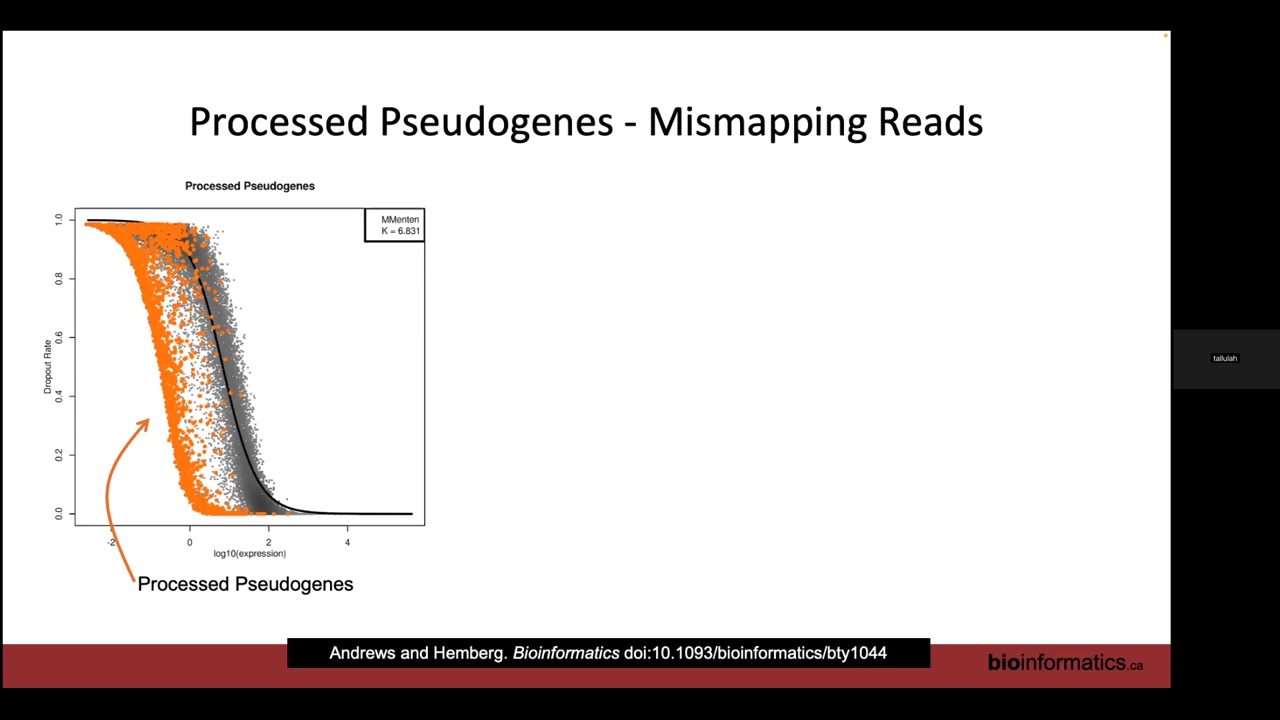 Processed Pseudogenes - Mismapping Reads
Processed Pseudogenes
MMenten
K = 6.831
1.0
0.8
0.6
0.4
0.2
0.0
Dropout Rate
-2
0
2
4
log10(expression)
Processed Pseudogenes
tallulah
Andrews and Hemberg. Bioinformatics doi:10.1093/bioinformatics/bty1044
bioinformatics.ca